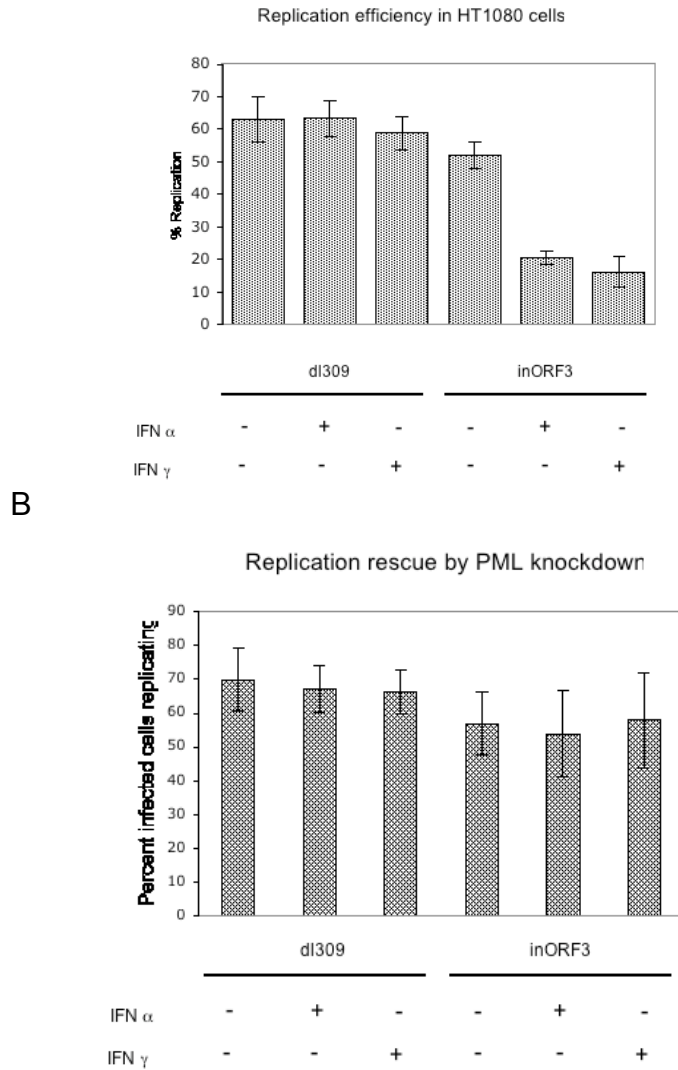 Replication efficiency in HT1080 cells
80
70
60
50
40
30
20
10
0
% Replication
dl309 inORF3
IFN α - + - - + -
IFN γ - - + - - +
B
Replication rescue by PML knockdown
90
80
70
60
50
40
30
20
10
0
Percent infected cells replicating
dl309 inORF3
IFN α - + - - + -
IFN γ - - + - - +